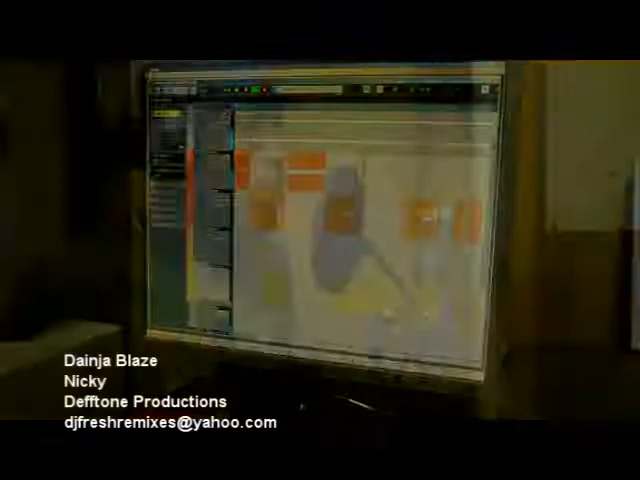 Dainja Blaze
Nicky
Defftone Productions
djfreshremixes@yahoo.com